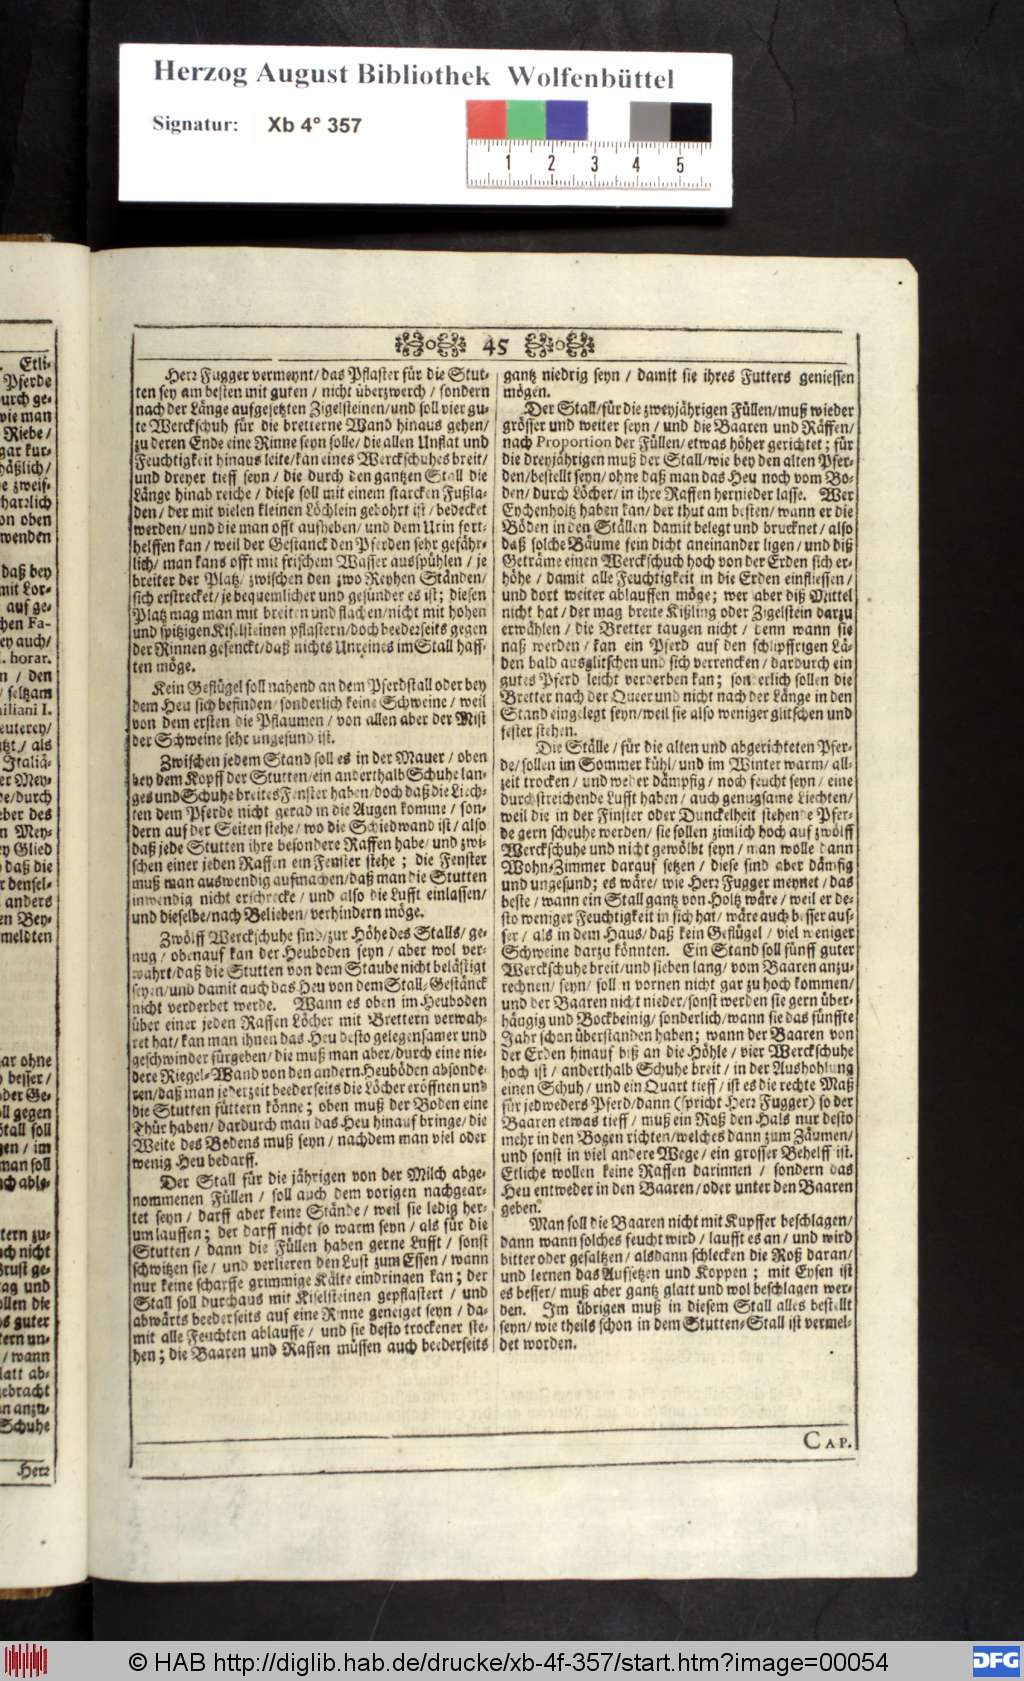 Herzog August Bibliothek Wolfenbüttel
Signatur: Xb 4° 357
1 2 3 4 5
45
Herr Fugger vermeynt/ das Pflaster für die Stut-
ten sey am besten mit guten / nicht überzwerch / sondern
nach der Länge aufgesetzten Zigelsteinen/ und soll vier gu-
te Werckschuh für die bretterne Wand hinaus gehen/
zu deren Ende eine Rinne seyn solle/ die allen Unflat und
Feuchtigkeit hinaus leite/ kan eines Werckschuhes breit/
und dreyer tieff seyn / die durch den gantzen Stall die
Länge hinab reiche / diese soll mit einem starcken Fußla-
den / der mit vielen kleinen Löchlein gebohrt ist / bedecket
werden/ und die man offt aufheben/ und dem Urin fort-
helffen kan / weil der Gestanck den Pferden sehr gefähr-
lich/ man kans offt mit frischem Wasser ausspühlen / je
breiter der Platz/ zwischen den zwo Reyhen Ständen/
sich erstrecket/ je bequemlicher und gesünder es ist; diesen
Platz mag man mit breiten und flachen/ nicht mit hohen
und spitzigen Kiselsteinen pflastern/ doch beederseits gegen
der Rinnen gesenckt/ daß nichts Unreines im Stall haff-
ten möge.
Kein Geflügel soll nahend an dem Pferdstall oder bey
dem Heu sich befinden/ sonderlich keine Schweine / weil
von dem ersten die Pflaumen / von allen aber der Mist
der Schweine sehr ungesund ist.
Zwischen jedem Stand soll es in der Mauer / oben
bey dem Kopff der Stutten/ ein anderthalb Schuhe lan-
ges und Schuhe breites Fenster haben/ doch daß die Liech-
ten dem Pferde nicht gerad in die Augen komme / son-
dern auf der Seiten stehe / wo die Schiedwand ist / also
daß jede Stutten ihre besondere Raffen habe/ und zwi-
schen einer jeden Raffen ein Fenster stehe ; die Fenster
muß man auswendig aufmachen/ daß man die Stutten
inwendig nicht erschrecke / und also die Lufft einlassen/
und dieselbe/ nach Belieben/ verhindern möge.
Zwölff Werckschuhe sind/ zur Höhe des Stalls/ ge-
nug / obenauf kan der Heuboden seyn / aber wol ver-
wahrt/ daß die Stutten von dem Staube nicht belästigt
seyen/ und damit auch das Heu von dem Stall-Gestänck
nicht verderbet werde. Wann es oben im Heuboden
über einer jeden Raffen Löcher mit Brettern verwah-
ret hat/ kan man ihnen das Heu desto gelegensamer und
geschwinder fürgeben/ die muß man aber/ durch eine nie-
dere Riegel-Wand von den andern Heuböden absonde-
ren/ daß man jederzeit beederseits die Löcher eröffnen und
die Stutten füttern könne ; oben muß der Boden eine
Thür haben/ dardurch man das Heu hinauf bringe/ die
Weite des Bodens muß seyn / nachdem man viel oder
wenig Heu bedarff.
Der Stall für die jährigen von der Milch abge-
nommenen Füllen / soll auch dem vorigen nachgear-
tet seyn / darff aber keine Stände / weil sie ledig her-
um lauffen ; der darff nicht so warm seyn / als für die
Stutten / dann die Füllen haben gerne Lufft / sonst
schwitzen sie / und verlieren den Lust zum Essen / wann
nur keine scharffe grummige Kälte eindringen kan ; der
Stall soll durchaus mit Kiselsteinen gepflastert / und
abwärts beederseits auf eine Rinne geneiget seyn / da-
mit alle Feuchten ablauffe / und sie desto trockener ste-
hen ; die Baaren und Raffen müssen auch beederseits
gantz niedrig seyn / damit sie ihres Futters geniessen
mögen.
Der Stall/ für die zweyjährigen Füllen/ muß wieder
grösser und weiter seyn / und die Baaren und Räffen/
nach Proportion der Füllen/ etwas höher gerichtet ; für
die dreyjährigen muß der Stall/ wie bey den alten Pfer-
den/ bestellt seyn/ ohne daß man das Heu noch vom Bo-
den/ durch Löcher/ in ihre Raffen hernieder lasse. Wer
Eychenholtz haben kan/ der thut am besten/ wann er die
Böden in den Ställen damit belegt und brucknet / also
daß solche Bäume fein dicht aneinander ligen / und diß
Geträme einen Werckschuch hoch von der Erden sich er-
höhe / damit alle Feuchtigkeit in die Erden einfliessen/
und dort weiter ablauffen möge; wer aber diß Mittel
nicht hat / der mag breite Kißling oder Zigelstein darzu
erwählen / die Bretter taugen nicht / denn wann sie
naß werden / kan ein Pferd auf den schlipffrigen Lä-
den bald ausglitschen und sich verrencken / dardurch ein
gutes Pferd leicht verderben kan; sonderlich sollen die
Bretter nach der Queer und nicht nach der Länge in den
Stand eingelegt seyn/ weil sie also weniger glitschen und
fester stehen.
Die Ställe / für die alten und abgerichteten Pfer-
de/ sollen im Sommer kühl/ und im Winter warm/ all-
zeit trocken / und weder dämpfig / noch feucht seyn / eine
durchstreichende Lufft haben / auch genugsame Liechten/
weil die in der Finster oder Dunckelheit stehende Pfer-
de gern scheuhe werden/ sie sollen zimlich hoch auf zwölff
Werckschuhe und nicht gewölbt seyn / man wolle dann
Wohn-Zimmer darauf setzen / diese sind aber dämfig
und ungesund; es wäre/ wie Herr Fugger meynet / das
beste / wann ein Stall gantz von Holtz wäre / weil er de-
sto weniger Feuchtigkeit in sich hat/ wäre auch besser aus-
ser / als in dem Haus/ daß kein Geflügel / viel weniger
Schweine darzu könnten. Ein Stand soll fünff guter
Werckschuhe breit/ und sieben lang/ vom Baaren anzu-
rechnen/ seyn/ sollen vornen nicht gar zu hoch kommen/
und der Baaren nicht nieder/ sonst werden sie gern über-
hängig und Bockbeinig/ sonderlich/ wann sie das fünffte
Jahr schon überstanden haben; wann der Baaren von
der Erden hinauf biß an die Höhle / vier Werckschuhe
hoch ist / anderthalb Schuhe breit / in der Aushohlung
einen Schuh/ und ein Quart tieff / ist es die rechte Maß
für jedweders Pferd/ dann (spricht Herr Fugger) so der
Baaren etwas tieff / muß ein Roß den Hals nur desto
mehr in den Bogen richten/ welches dann zum Zäumen/
und sonst in viel andere Wege / ein grosser Behelff ist.
Etliche wollen keine Raffen darinnen / sondern das
Heu entweder in den Baaren/ oder unter den Baaren
geben.
Man soll die Baaren nicht mit Kupffer beschlagen/
dann wann solches feucht wird / laufft es an / und wird
bitter oder gesaltzen / alsdann schlecken die Roß daran/
und lernen das Aufsetzen und Koppen ; mit Eysen ist
es besser/ muß aber gantz glatt und wol beschlagen wer-
den. Im übrigen muß in diesem Stall alles bestellt
seyn/ wie theils schon in dem Stutten-Stall ist vermel-
det worden.
CAP.
© HAB http://diglib.hab.de/drucke/xb-4f-357/start.htm?image=00054
DFG